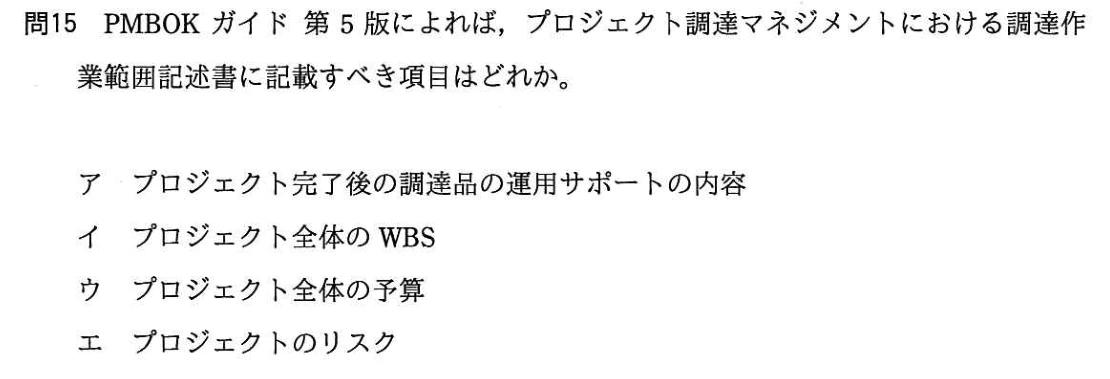 問15 PMBOK ガイド 第 5 版によれば，プロジェクト調達マネジメントにおける調達作
業範囲記述書に記載すべき項目はどれか。
ア プロジェクト完了後の調達品の運用サポートの内容
イ プロジェクト全体の WBS
ウ プロジェクト全体の予算
エ プロジェクトのリスク